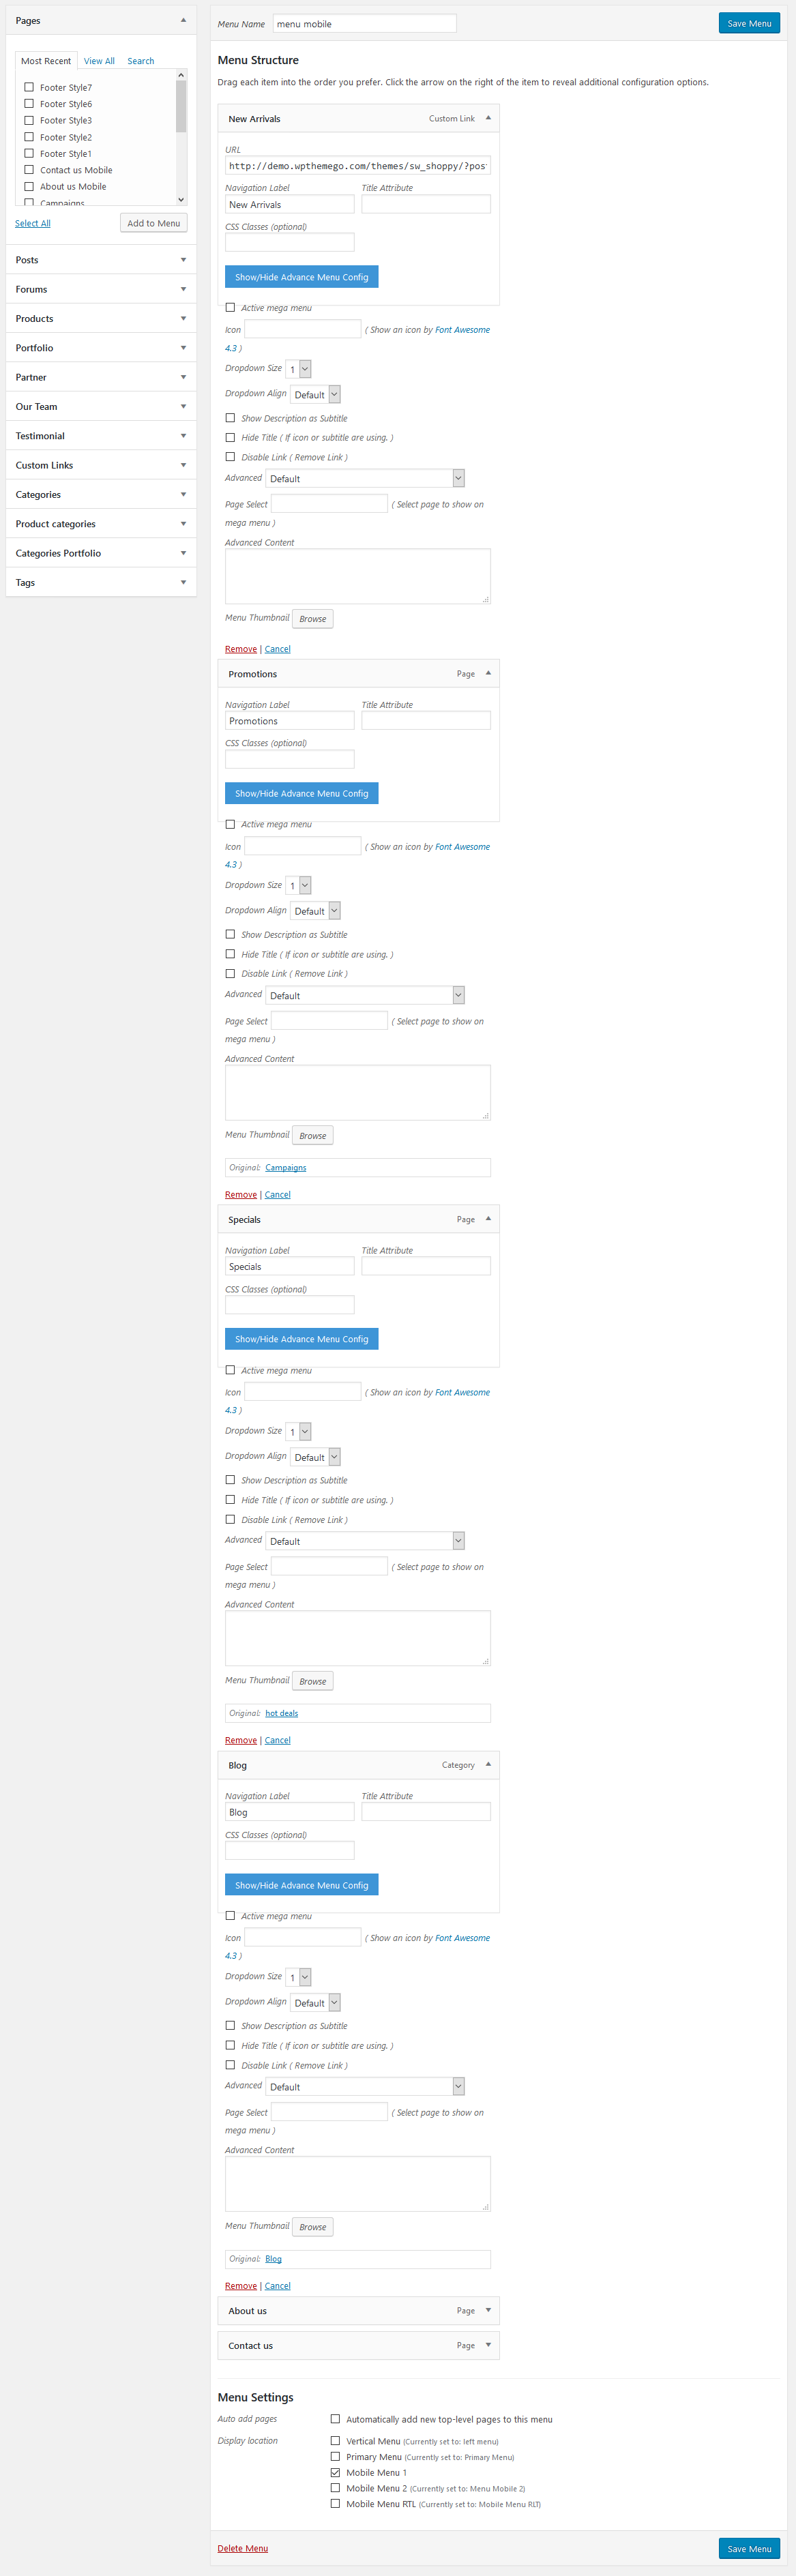 Pages
Most Recent View All Search
Footer Style7
Footer Style6
Footer Style3
Footer Style2
Footer Style1
Contact us Mobile
About us Mobile
Campaigns
Select All Add to Menu
Posts
Forums
Products
Portfolio
Partner
Our Team
Testimonial
Custom Links
Categories
Product categories
Categories Portfolio
Tags
Menu Name menu mobile Save Menu
Menu Structure
Drag each item into the order you prefer. Click the arrow on the right of the item to reveal additional configuration options.
New Arrivals Custom Link
URL
http://demo.wpthemego.com/themes/sw_shoppy/?pos
Navigation Label Title Attribute
New Arrivals
CSS Classes (optional)
Show/Hide Advance Menu Config
Active mega menu
Icon ( Show an icon by Font Awesome
4.3 )
Dropdown Size 1
Dropdown Align Default
Show Description as Subtitle
Hide Title ( If icon or subtitle are using. )
Disable Link ( Remove Link )
Advanced Default
Page Select ( Select page to show on
mega menu )
Advanced Content
Menu Thumbnail Browse
Remove | Cancel
Promotions Page
Navigation Label Title Attribute
Promotions
CSS Classes (optional)
Show/Hide Advance Menu Config
Active mega menu
Icon ( Show an icon by Font Awesome
4.3 )
Dropdown Size 1
Dropdown Align Default
Show Description as Subtitle
Hide Title ( If icon or subtitle are using. )
Disable Link ( Remove Link )
Advanced Default
Page Select ( Select page to show on
mega menu )
Advanced Content
Menu Thumbnail Browse
Original: Campaigns
Remove | Cancel
Specials Page
Navigation Label Title Attribute
Specials
CSS Classes (optional)
Show/Hide Advance Menu Config
Active mega menu
Icon ( Show an icon by Font Awesome
4.3 )
Dropdown Size 1
Dropdown Align Default
Show Description as Subtitle
Hide Title ( If icon or subtitle are using. )
Disable Link ( Remove Link )
Advanced Default
Page Select ( Select page to show on
mega menu )
Advanced Content
Menu Thumbnail Browse
Original: hot deals
Remove | Cancel
Blog Category
Navigation Label Title Attribute
Blog
CSS Classes (optional)
Show/Hide Advance Menu Config
Active mega menu
Icon ( Show an icon by Font Awesome
4.3 )
Dropdown Size 1
Dropdown Align Default
Show Description as Subtitle
Hide Title ( If icon or subtitle are using. )
Disable Link ( Remove Link )
Advanced Default
Page Select ( Select page to show on
mega menu )
Advanced Content
Menu Thumbnail Browse
Original: Blog
Remove | Cancel
About us Page
Contact us Page
Menu Settings
Auto add pages Automatically add new top-level pages to this menu
Display location Vertical Menu (Currently set to: left menu)
Primary Menu (Currently set to: Primary Menu)
Mobile Menu 1
Mobile Menu 2 (Currently set to: Menu Mobile 2)
Mobile Menu RTL (Currently set to: Mobile Menu RLT)
Delete Menu Save Menu